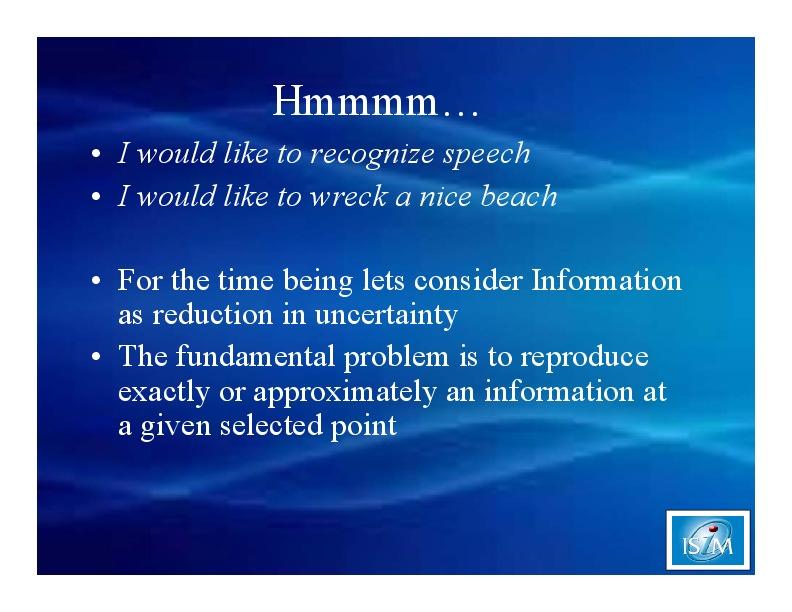 Hmmmm…
• I would like to recognize speech
• I would like to wreck a nice beach
• For the time being lets consider Information
as reduction in uncertainty
• The fundamental problem is to reproduce
exactly or approximately an information at
a given selected point
ISiM